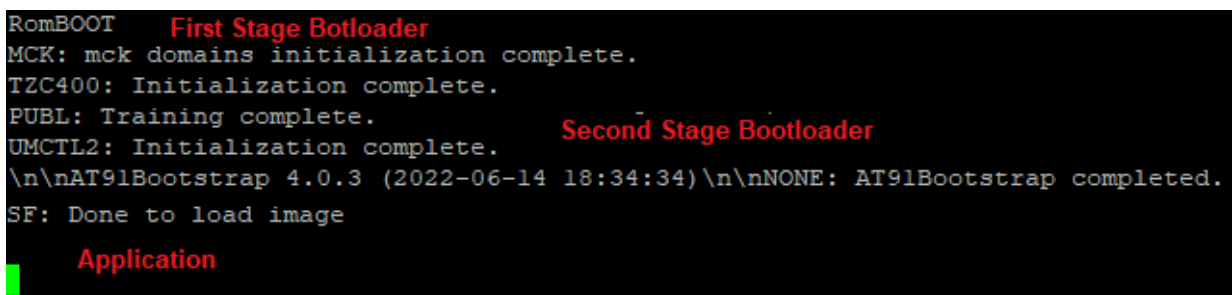 RomBOOT First Stage Botloader
MCK: mck domains initialization complete.
TZC400: Initialization complete.
PUBL: Training complete.
Second Stage Bootloader
UMCTL2: Initialization complete.
\n\nAT91Bootstrap 4.0.3 (2022-06-14 18:34:34)\n\nNONE: AT91Bootstrap completed.
SF: Done to load image
Application